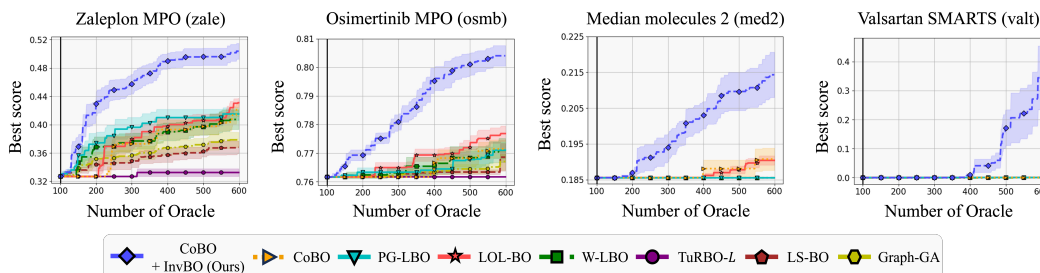 Zaleplon MPO (zale)
0.52
0.48
0.44
0.40
0.36
0.32
Best score
100 200 300 400 500 600
Number of Oracle
Osimertinib MPO (osmb)
0.81
0.80
0.79
0.78
0.77
0.76
Best score
100 200 300 400 500 600
Number of Oracle
Median molecules 2 (med2)
0.225
0.215
0.205
0.195
0.185
Best score
100 200 300 400 500 600
Number of Oracle
Valsartan SMARTS (valt)
0.4
0.3
0.2
0.1
0.0
Best score
100 200 300 400 500 600
Number of Oracle
CoBO
+ InvBO (Ours)
CoBO
PG-LBO
LOL-BO
W-LBO
TuRBO-L
LS-BO
Graph-GA